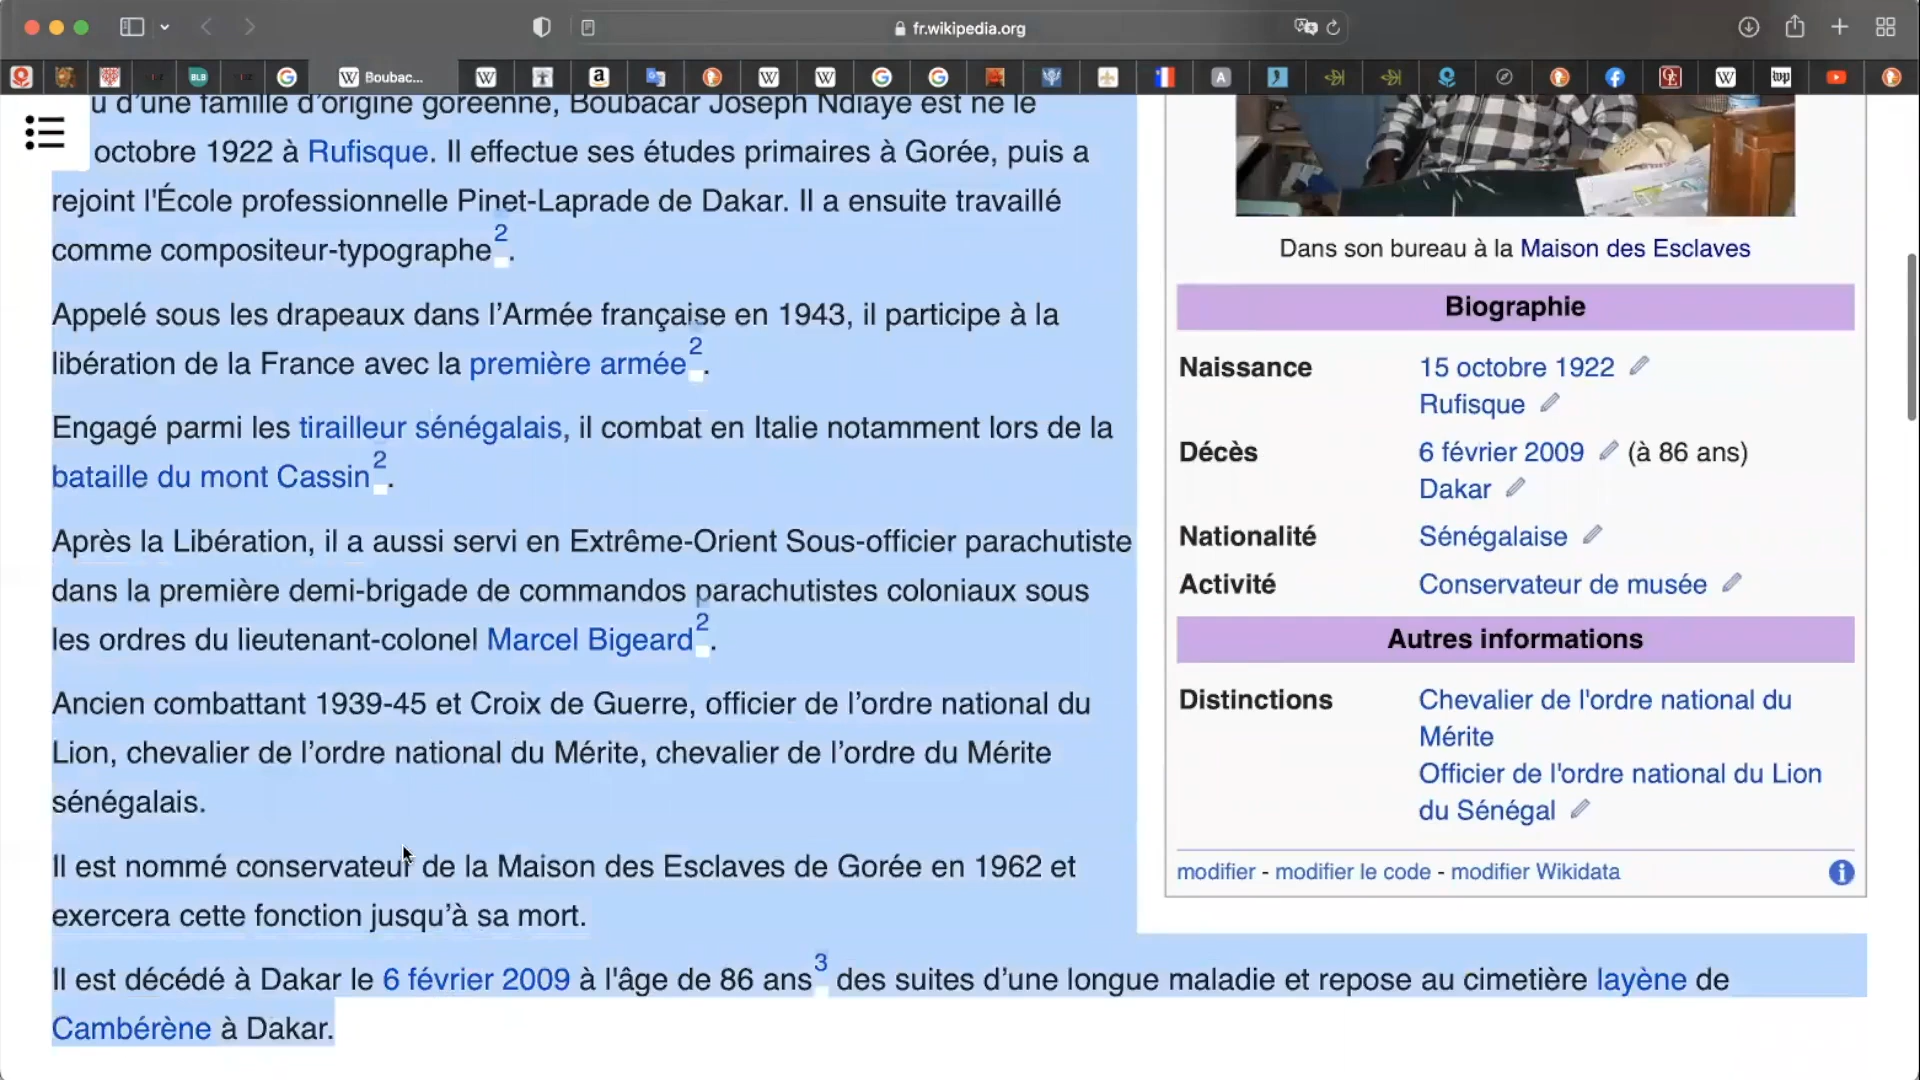 fr.wikipedia.org
BLB
Boubac...
u d'une famille d'origine goréenne, Boubacar Joseph Ndiaye est né le
octobre 1922 à Rufisque. Il effectue ses études primaires à Gorée, puis a
rejoint l'École professionnelle Pinet-Laprade de Dakar. Il a ensuite travaillé
comme compositeur-typographe2.
Appelé sous les drapeaux dans l'Armée française en 1943, il participe à la
libération de la France avec la première armée2.
Engagé parmi les tirailleur sénégalais, il combat en Italie notamment lors de la
bataille du mont Cassin2.
Après la Libération, il a aussi servi en Extrême-Orient Sous-officier parachutiste
dans la première demi-brigade de commandos parachutistes coloniaux sous
les ordres du lieutenant-colonel Marcel Bigeard2.
Ancien combattant 1939-45 et Croix de Guerre, officier de l'ordre national du
Lion, chevalier de l'ordre national du Mérite, chevalier de l'ordre du Mérite
sénégalais.
Il est nommé conservateur de la Maison des Esclaves de Gorée en 1962 et
exercera cette fonction jusqu'à sa mort.
Il est décédé à Dakar le 6 février 2009 à l'âge de 86 ans3 des suites d'une longue maladie et repose au cimetière layène de
Cambérène à Dakar.
Dans son bureau à la Maison des Esclaves
Biographie
Naissance 15 octobre 1922
Rufisque
Décès 6 février 2009 (à 86 ans)
Dakar
Nationalité Sénégalaise
Activité Conservateur de musée
Autres informations
Distinctions Chevalier de l'ordre national du
Mérite
Officier de l'ordre national du Lion
du Sénégal
modifier - modifier le code - modifier Wikidata